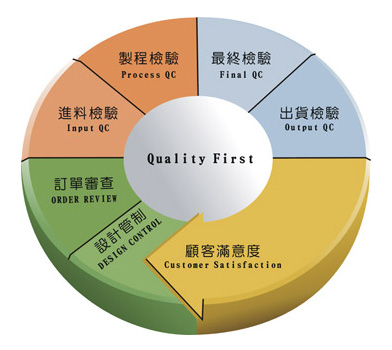 製程檢驗
Process QC
最終檢驗
Final QC
進料檢驗
Input QC
出貨檢驗
Output QC
Quality First
訂單審查
ORDER REVIEW
設計管制
DESIGN CONTROL
顧客滿意度
Customer Satisfaction